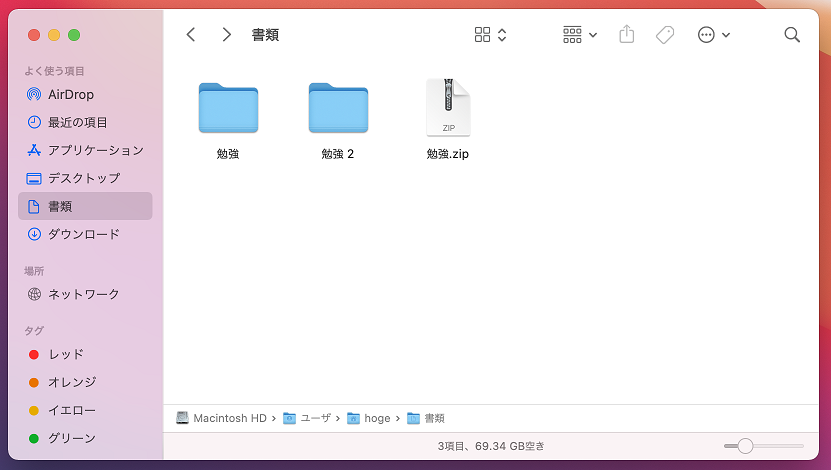 書類
よく使う項目
AirDrop
最近の項目
アプリケーション
デスクトップ
書類
ダウンロード
場所
ネットワーク
タグ
レッド
オレンジ
イエロー
グリーン
ZIP
勉強
勉強 2
勉強.zip
Macintosh HD › ユーザ › hoge › 書類
3項目、69.34 GB空き